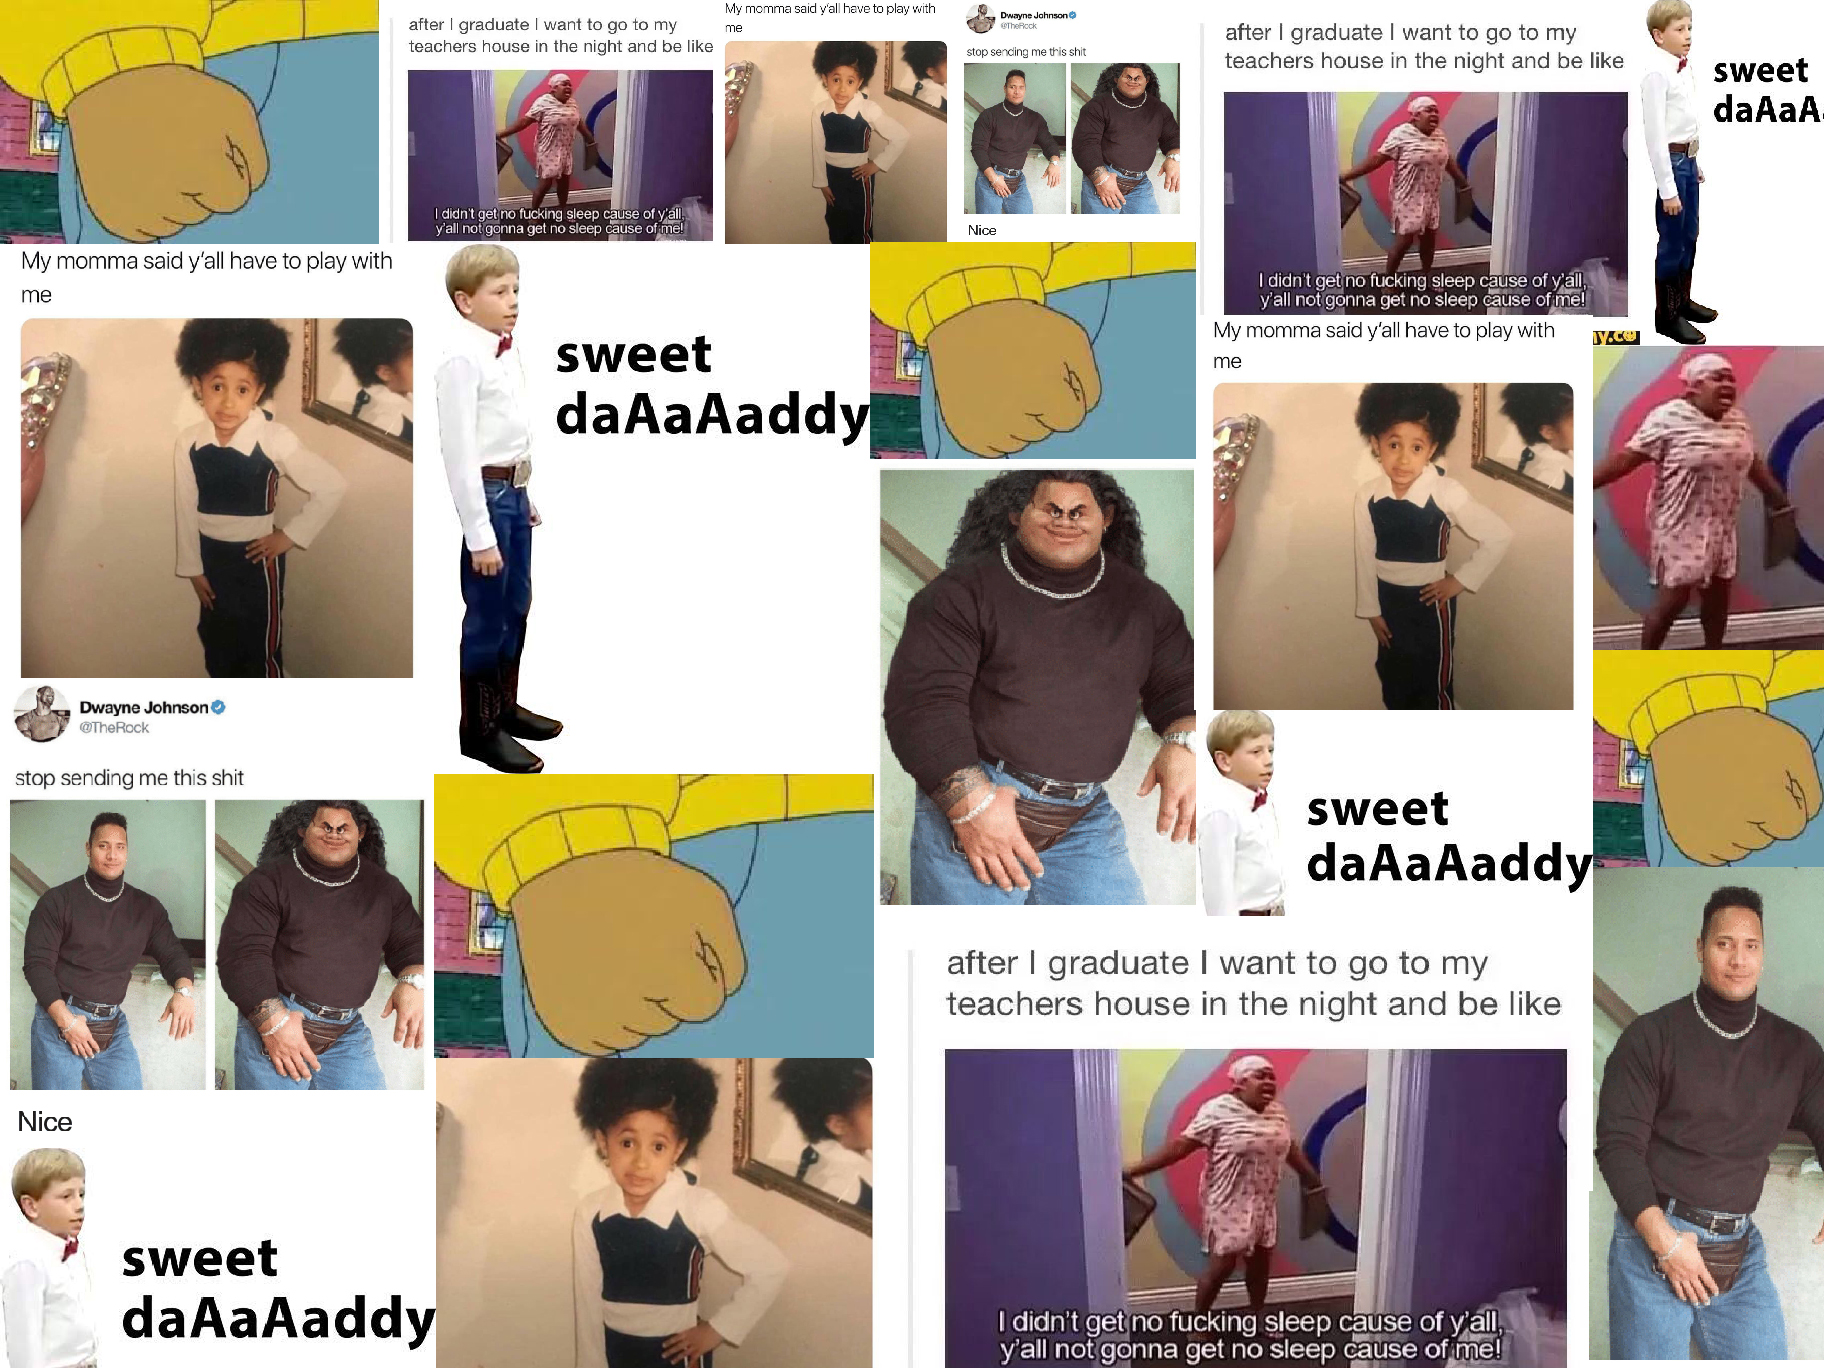 after I graduate I want to go to my
teachers house in the night and be like
I didn't get no fucking sleep cause of y'all,
y'all not gonna get no sleep cause of me!
My momma said y'all have to play with
me
Dwayne Johnson
@TheRock
stop sending me this shit
Nice
after I graduate I want to go to my
teachers house in the night and be like
I didn't get no fucking sleep cause of y'all,
y'all not gonna get no sleep cause of me!
sweet
daAaA
My momma said y'all have to play with
me
sweet
daAaAaddy
My momma said y'all have to play with
me
y.co
Dwayne Johnson
@TheRock
stop sending me this shit
Nice
sweet
daAaAaddy
sweet
daAaAaddy
after I graduate I want to go to my
teachers house in the night and be like
I didn't get no fucking sleep cause of y'all,
y'all not gonna get no sleep cause of me!